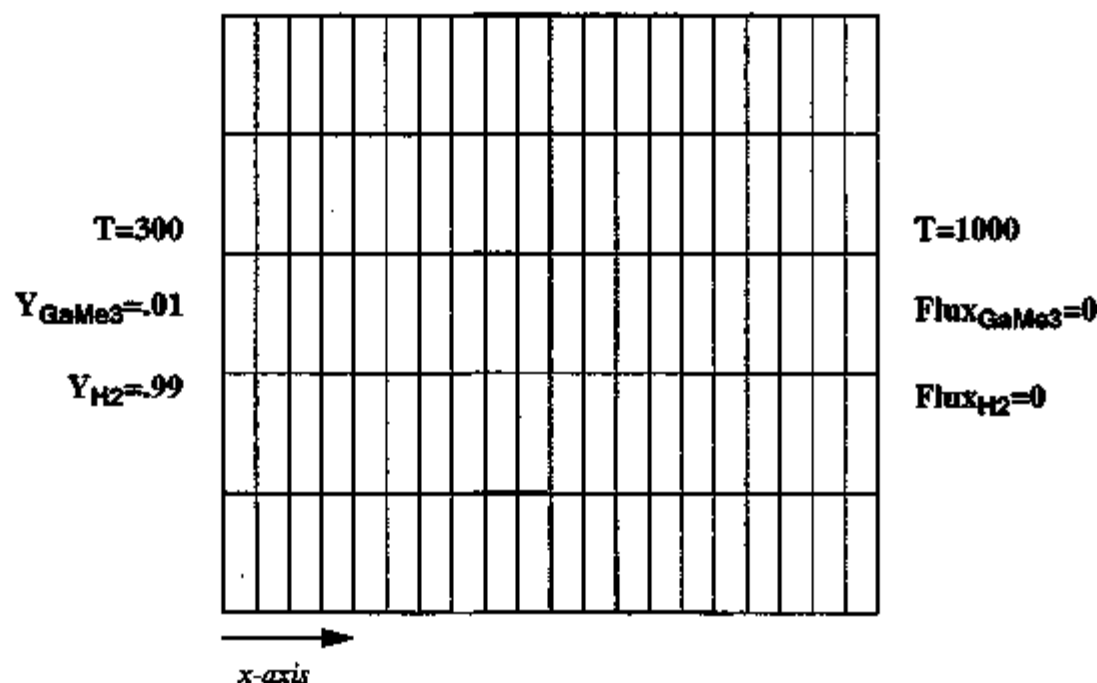 T=300
Y_GaMe3=.01
Y_H2=.99
T=1000
Flux_GaMe3=0
Flux_H2=0
x-axis